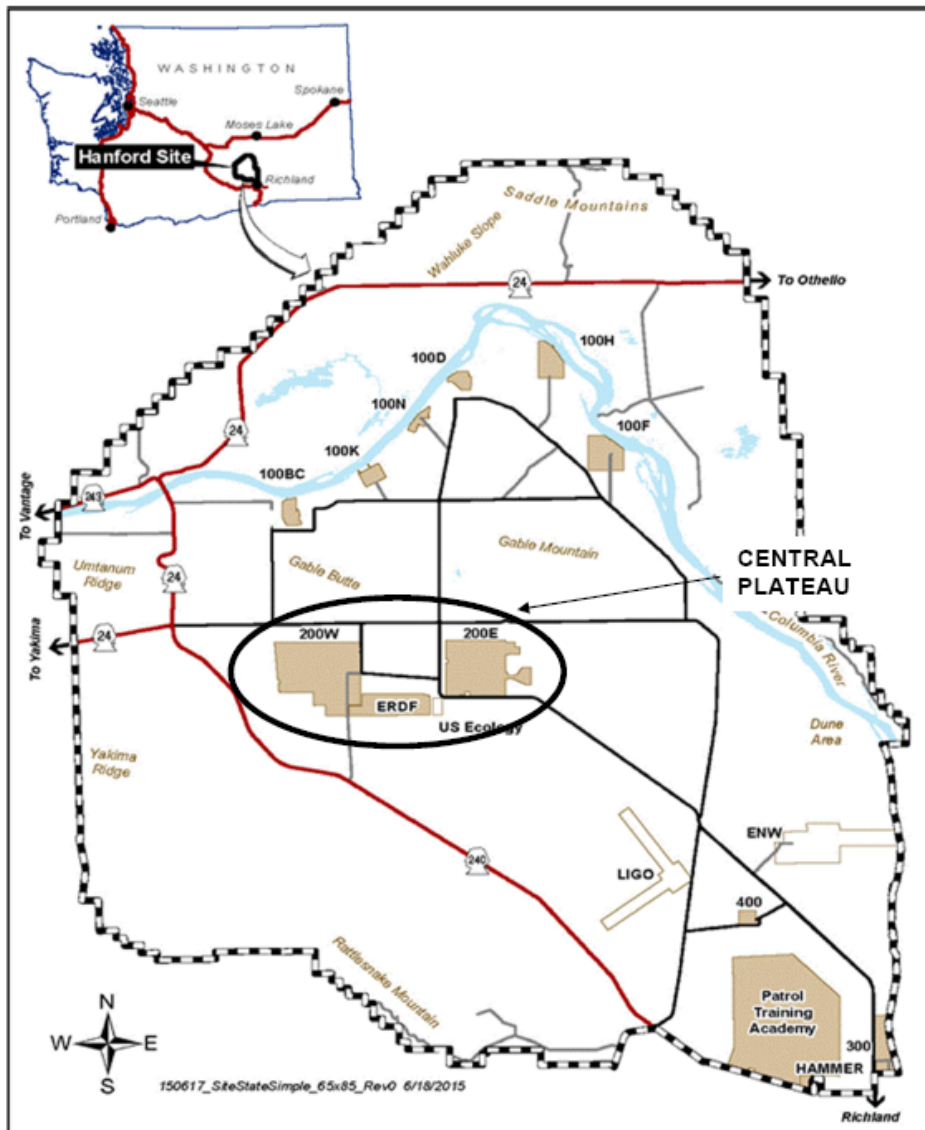 WASHINGTON
Seattle
Spokane
Moses Lake
Hanford Site
Richland
Portland
Saddle Mountains
Wahluke Slope
24
To Othello
100H
100D
100N
24
100F
100K
100BC
243
To Vantage
Gable Mountain
CENTRAL
PLATEAU
Umtanum
Ridge
24
Gable Butte
Columbia River
24
To Yakima
200W
200E
ERDF
US Ecology
Dune
Area
Yakima
Ridge
ENW
240
LIGO
400
Rattlesnake Mountain
Patrol
Training
Academy
300
HAMMER
N
W
E
S
150617_SiteStateSimple_65x85_Rev0 6/18/2015
Richland